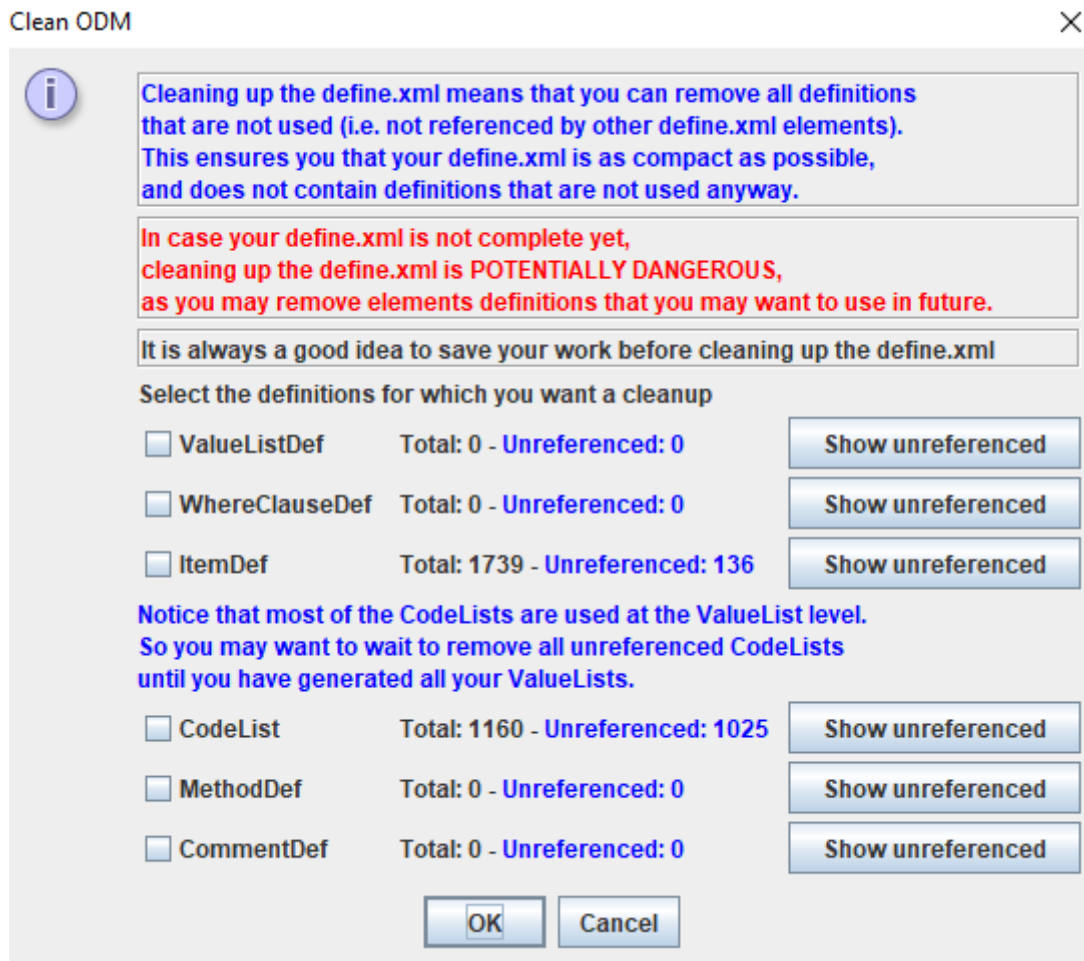 Clean ODM
Cleaning up the define.xml means that you can remove all definitions
that are not used (i.e. not referenced by other define.xml elements).
This ensures you that your define.xml is as compact as possible,
and does not contain definitions that are not used anyway.
In case your define.xml is not complete yet,
cleaning up the define.xml is POTENTIALLY DANGEROUS,
as you may remove elements definitions that you may want to use in future.
It is always a good idea to save your work before cleaning up the define.xml
Select the definitions for which you want a cleanup
ValueListDef Total: 0 - Unreferenced: 0 Show unreferenced
WhereClauseDef Total: 0 - Unreferenced: 0 Show unreferenced
ItemDef Total: 1739 - Unreferenced: 136 Show unreferenced
Notice that most of the CodeLists are used at the ValueList level.
So you may want to wait to remove all unreferenced CodeLists
until you have generated all your ValueLists.
CodeList Total: 1160 - Unreferenced: 1025 Show unreferenced
MethodDef Total: 0 - Unreferenced: 0 Show unreferenced
CommentDef Total: 0 - Unreferenced: 0 Show unreferenced
OK Cancel